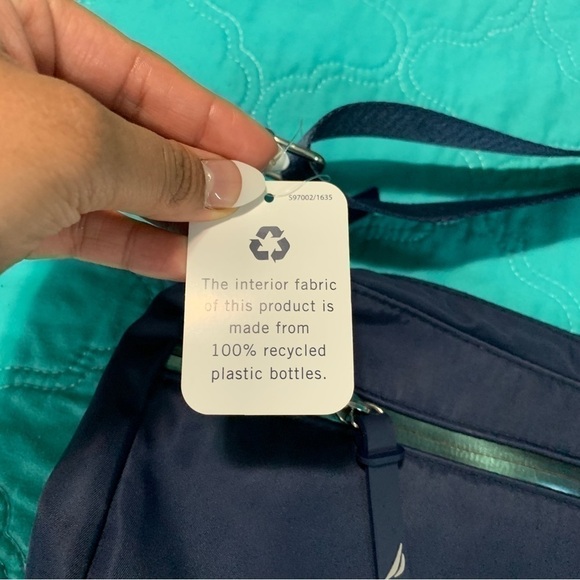 597002/1635
The interior fabric
of this product is
made from
100% recycled
plastic bottles.